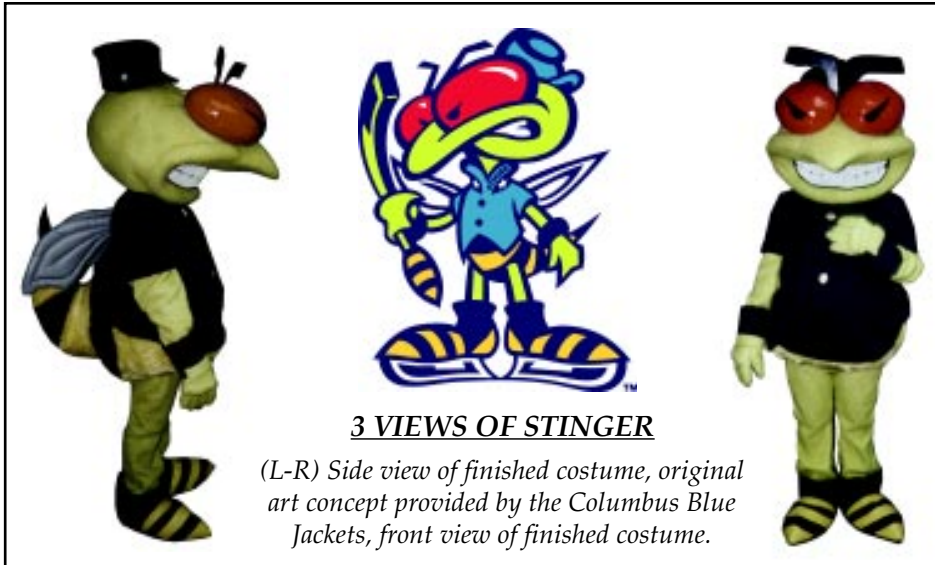 TM
3 VIEWS OF STINGER
(L-R) Side view of finished costume, original
art concept provided by the Columbus Blue
Jackets, front view of finished costume.